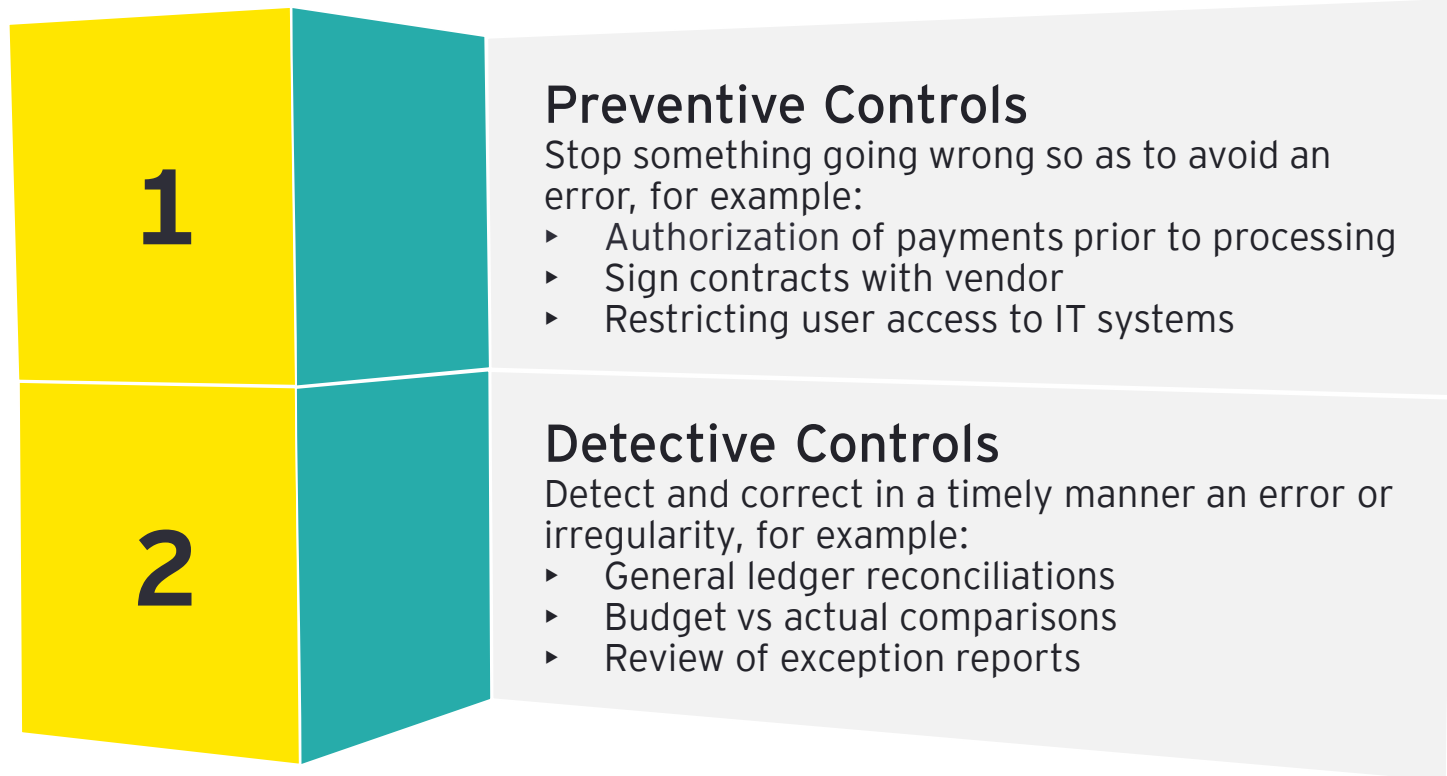 1
Preventive Controls
Stop something going wrong so as to avoid an
error, for example:
‣ Authorization of payments prior to processing
‣ Sign contracts with vendor
‣ Restricting user access to IT systems
2
Detective Controls
Detect and correct in a timely manner an error or
irregularity, for example:
‣ General ledger reconciliations
‣ Budget vs actual comparisons
‣ Review of exception reports